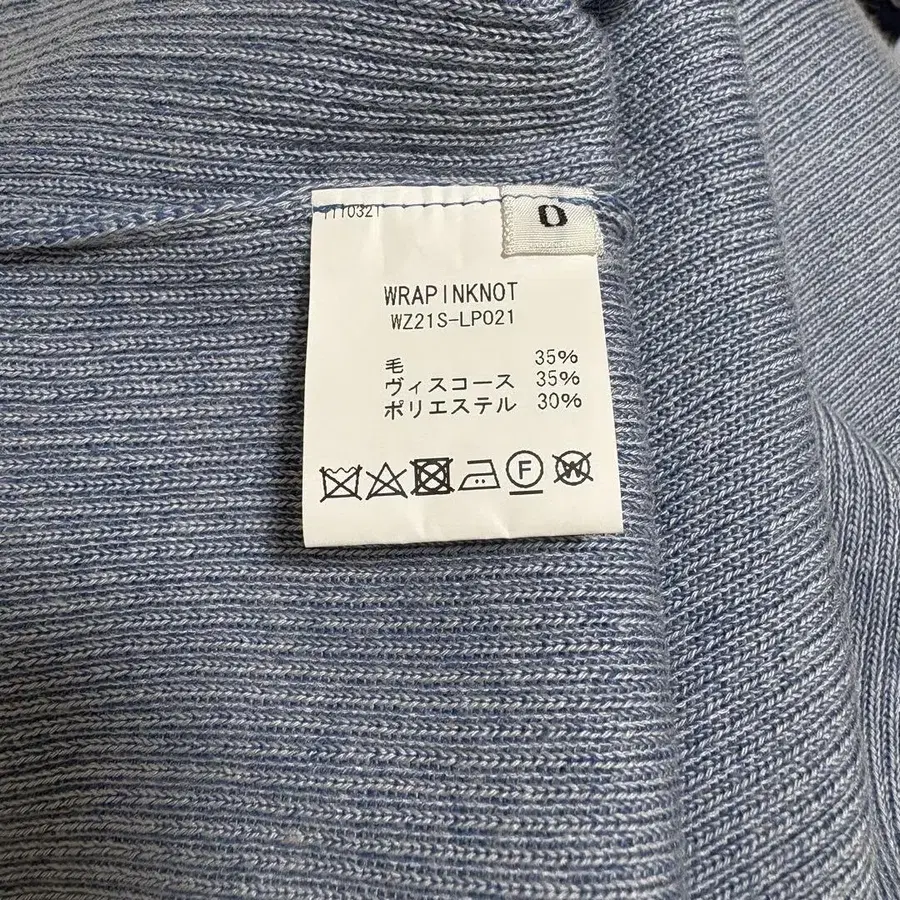 1110321
0
WRAPINKNOT
WZ21S-LP021
毛 35%
ヴィスコース 35%
ポリエステル 30%
F
W